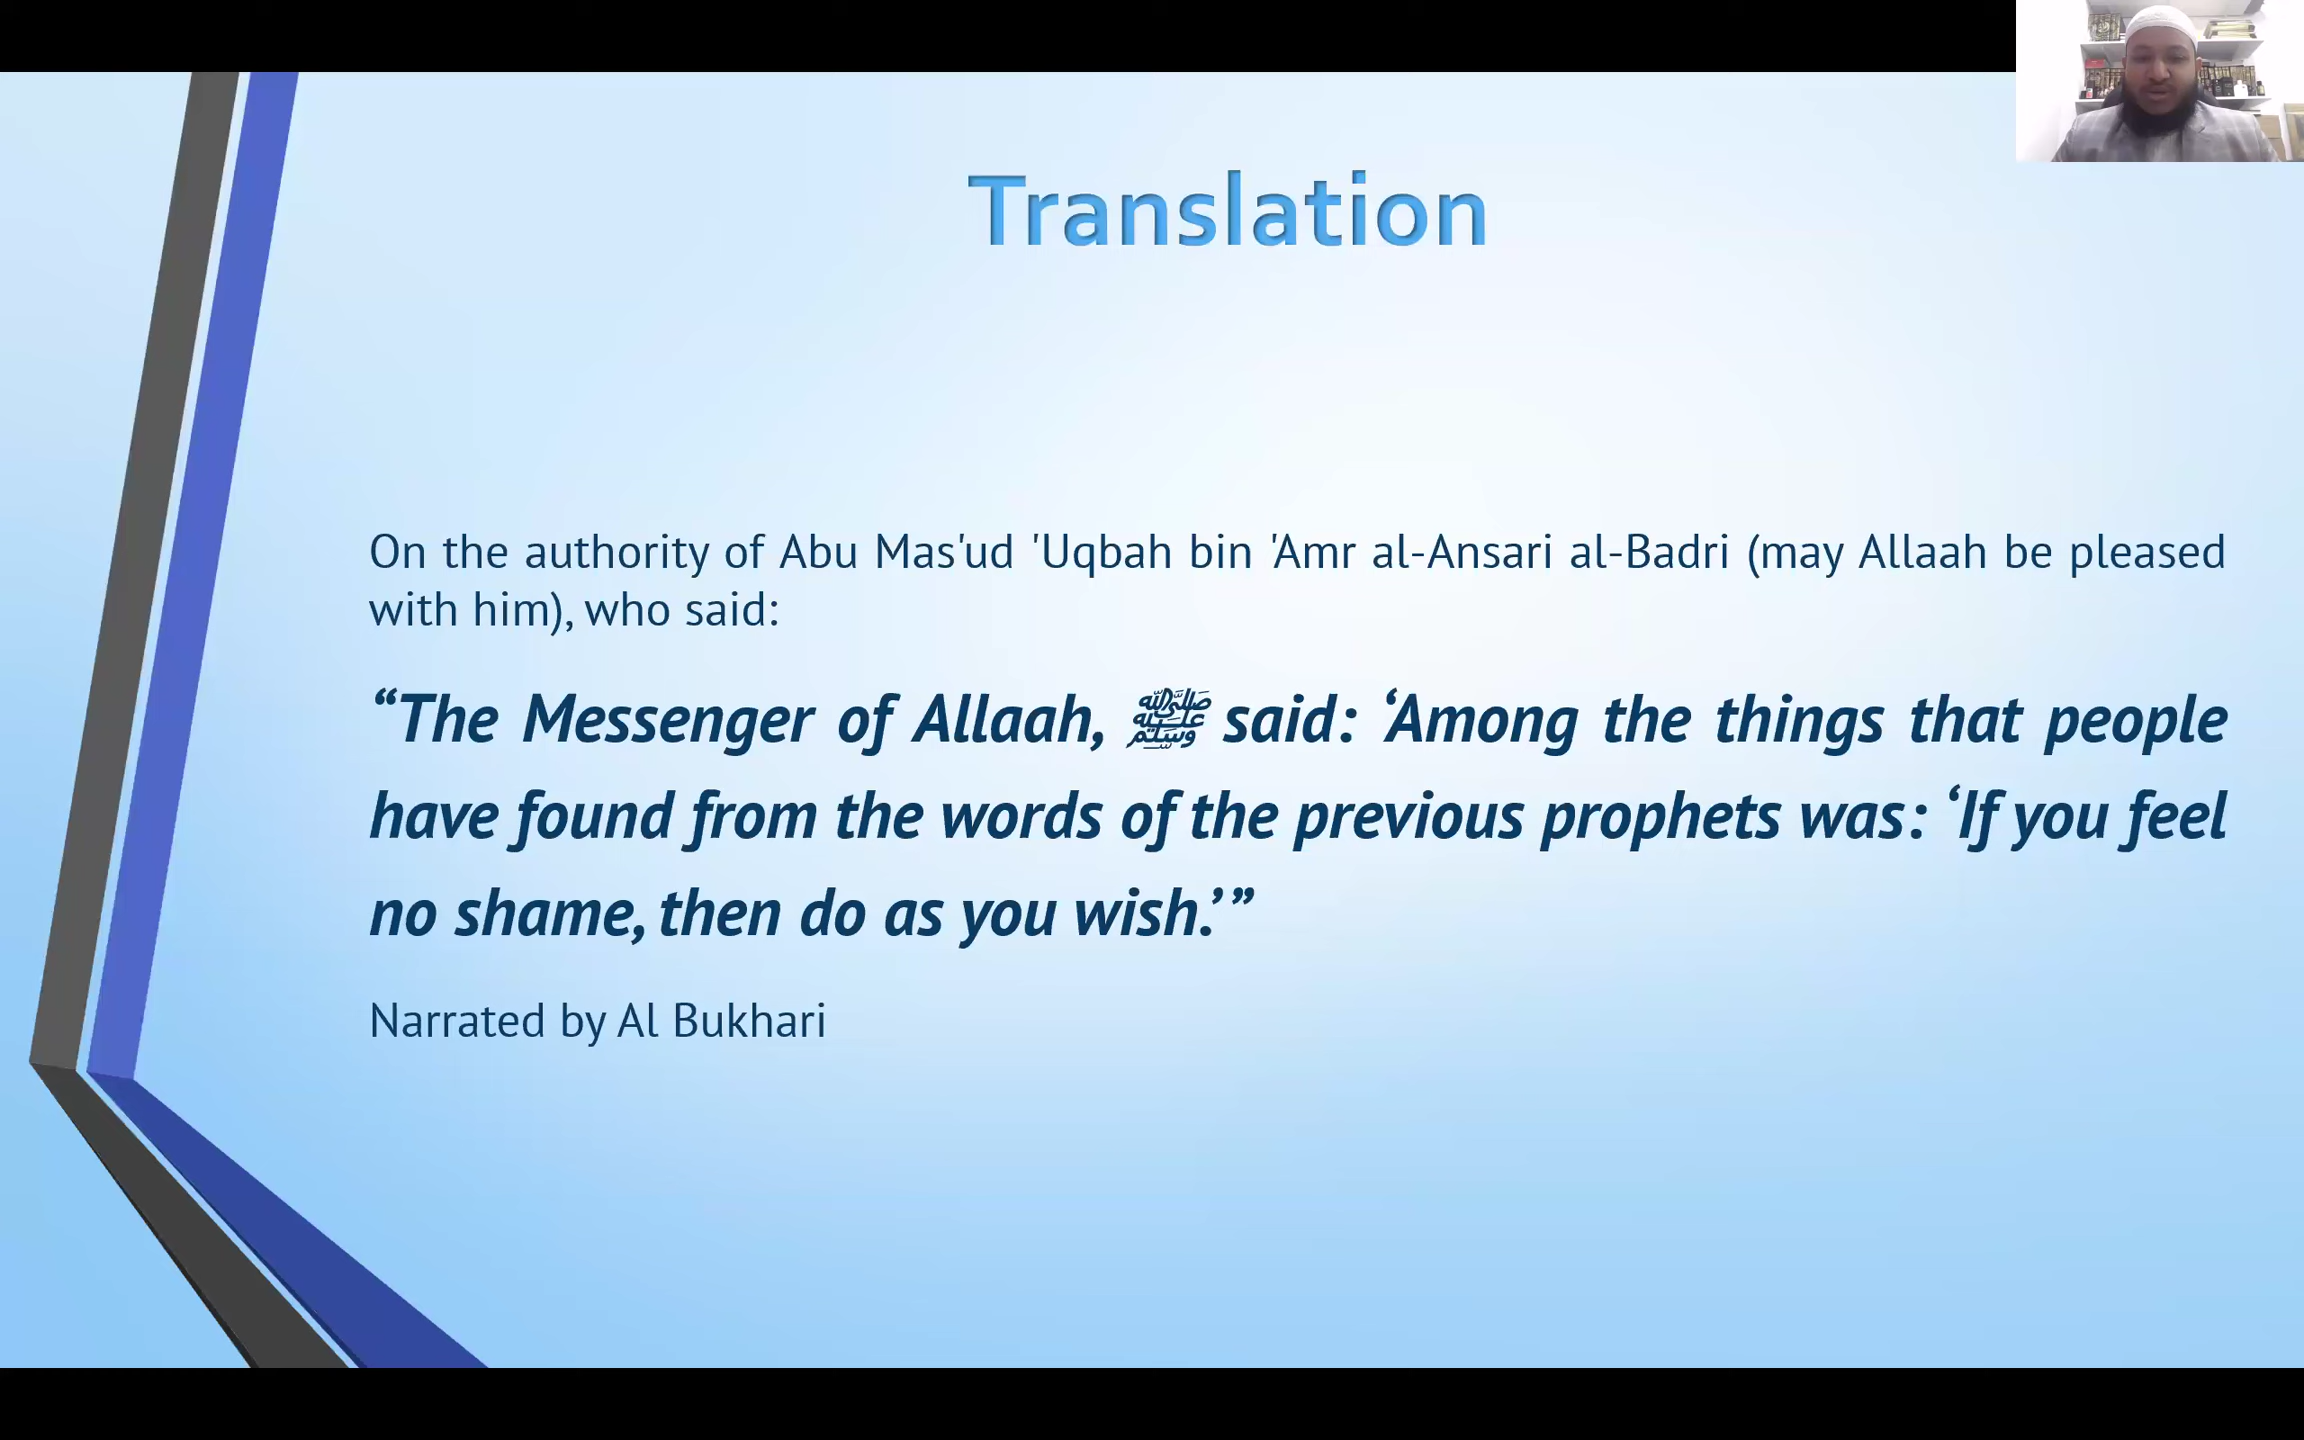 Translation
On the authority of Abu Mas'ud 'Uqbah bin 'Amr al-Ansari al-Badri (may Allaah be pleased
with him), who said:
“The Messenger of Allaah, ﷺ said: ‘Among the things that people
have found from the words of the previous prophets was: ‘If you feel
no shame, then do as you wish.’”
Narrated by Al Bukhari